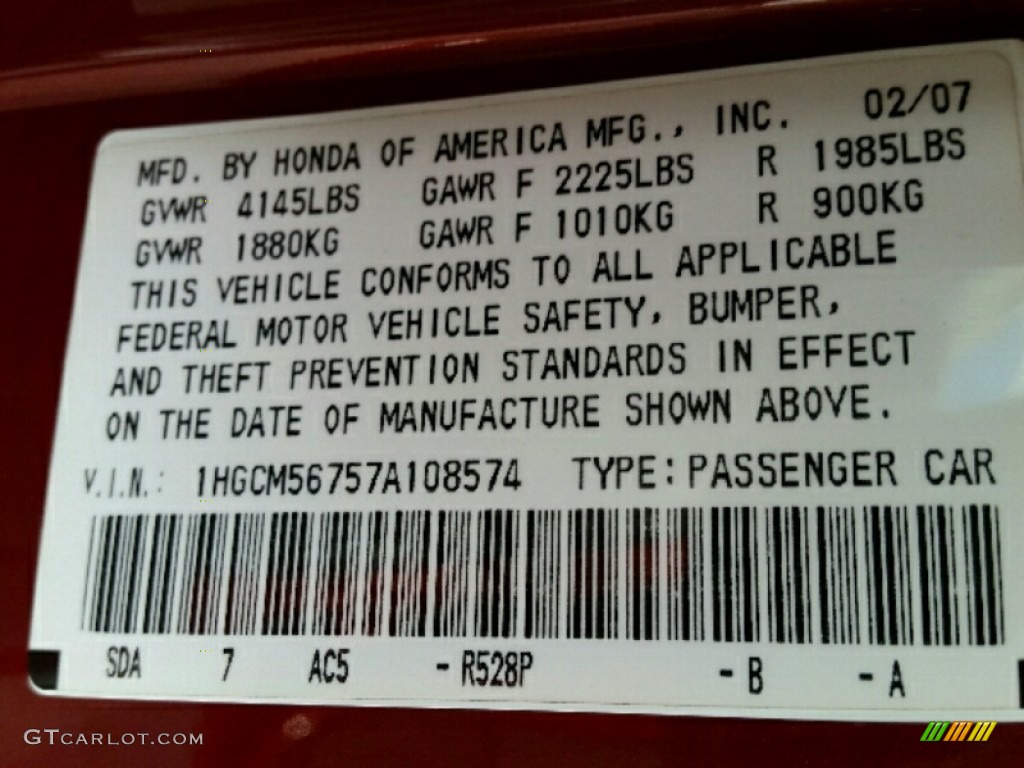 MFD. BY HONDA OF AMERICA MFG., INC. 02/07
GVWR 4145LBS GAWR F 2225LBS R 1985LBS
GVWR 1880KG GAWR F 1010KG R 900KG
THIS VEHICLE CONFORMS TO ALL APPLICABLE
FEDERAL MOTOR VEHICLE SAFETY, BUMPER,
AND THEFT PREVENTION STANDARDS IN EFFECT
ON THE DATE OF MANUFACTURE SHOWN ABOVE.
V.I.N.: 1HGCM56757A108574 TYPE:PASSENGER CAR
SDA 7 AC5 -R528P -B -A
GTCARLOT.COM